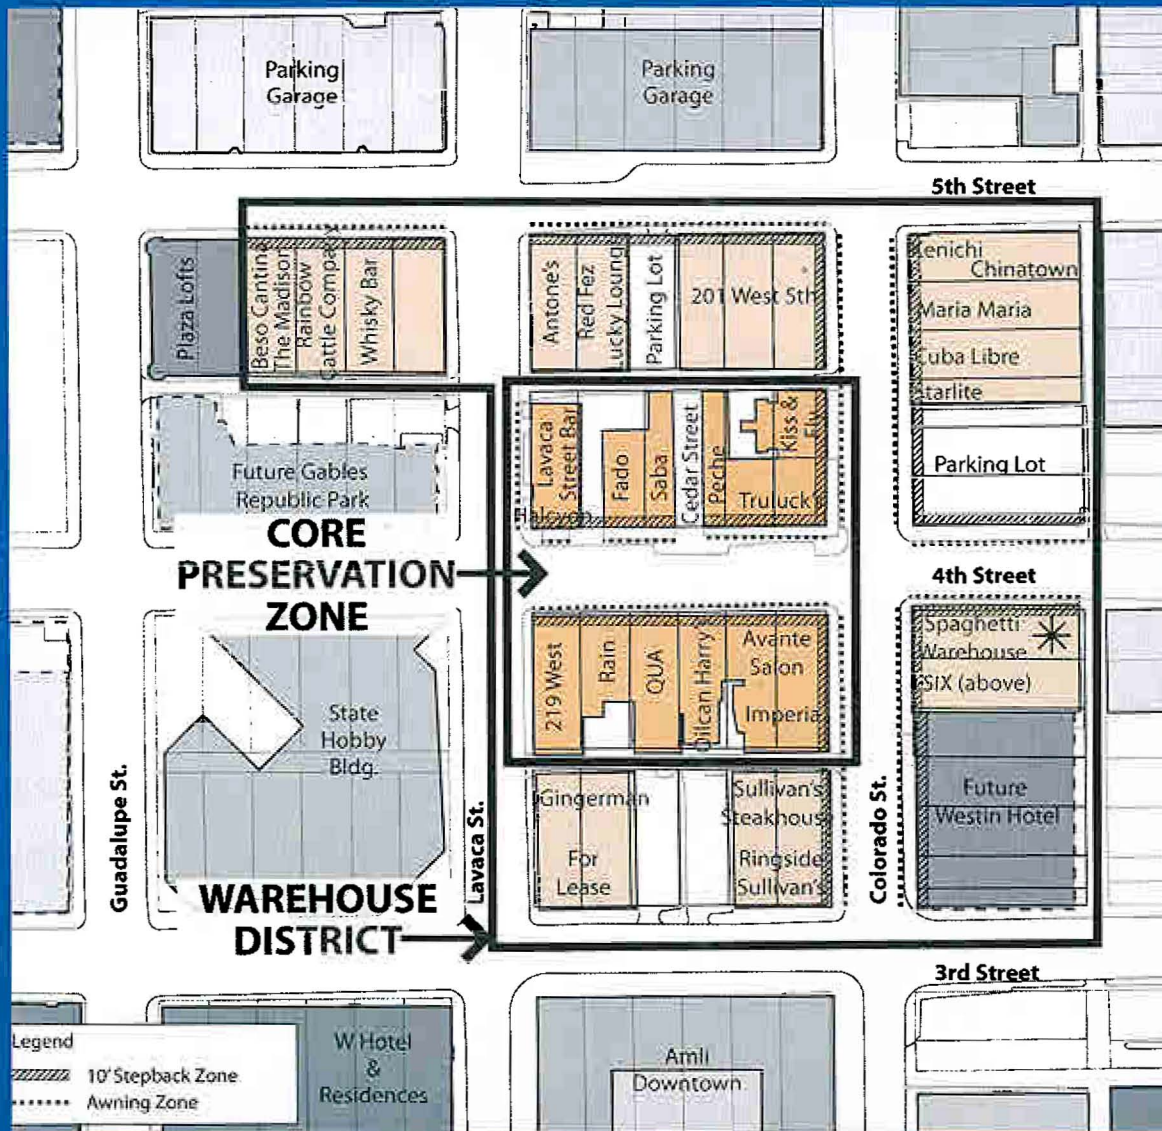 Parking
Garage
Parking
Garage
5th Street
Plaza Lofts
Beso Cantina
The Madison
Rainbow
Cattle Company
Whisky Bar
Antone's
Red Fez
Lucky Loung
Parking Lot
201 West 5th
Kenichi
Chinatown
Maria Maria
Cuba Libre
Starlite
Parking Lot
Future Gables
Republic Park
Lavaca
Street Bar
Halcyon
Fado
Saba
Cedar Street
Peche
Kiss &
Fly
Truluck's
CORE
PRESERVATION
ZONE
4th Street
219 West
Rain
QUA
Oilcan Harry's
Avante
Salon
Imperia
Spaghetti
Warehouse
SiX (above)
State
Hobby
Bldg.
Guadalupe St.
Lavaca St.
Colorado St.
Gingerman
For
Lease
Sullivan's
Steakhouse
Ringside
Sullivan's
Future
Westin Hotel
WAREHOUSE
DISTRICT
3rd Street
Legend
10' Stepback Zone
Awning Zone
W Hotel
&
Residences
Amli
Downtown